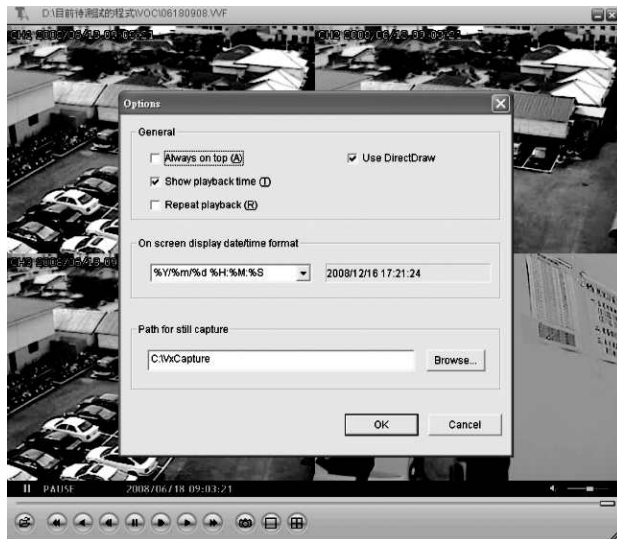 D:\目前待測試的程式\VOC\06180908.VVF
Options
General
Always on top (A)
Use DirectDraw
Show playback time (T)
Repeat playback (R)
On screen display date/time format
%Y/%m/%d %H:%M:%S
2008/12/16 17:21:24
Path for still capture
C:\VxCapture
Browse...
OK
Cancel
II PAUSE
2008/06/18 09:03:21